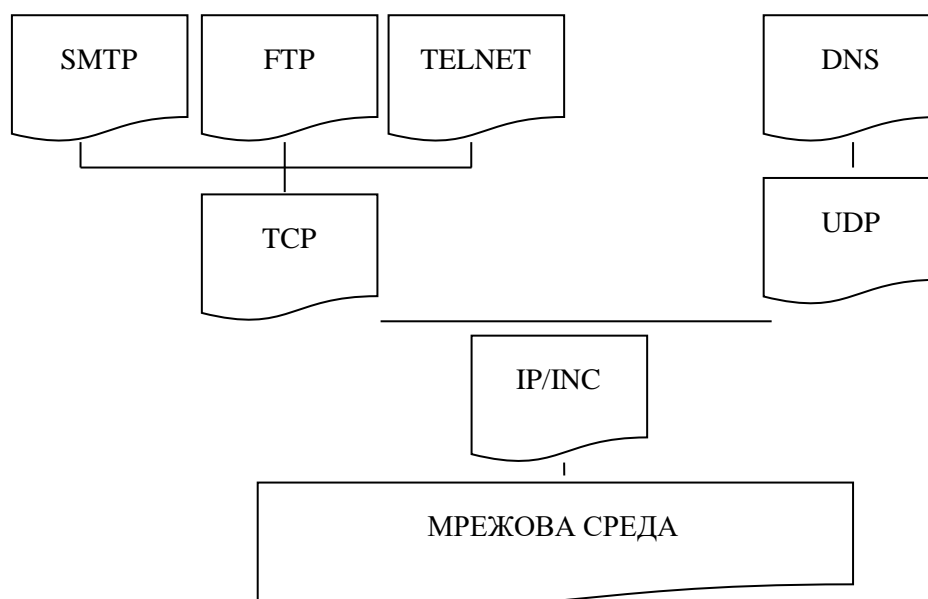 SMTP FTP TELNET DNS
TCP UDP
IP/INC
МРЕЖОВА СРЕДА